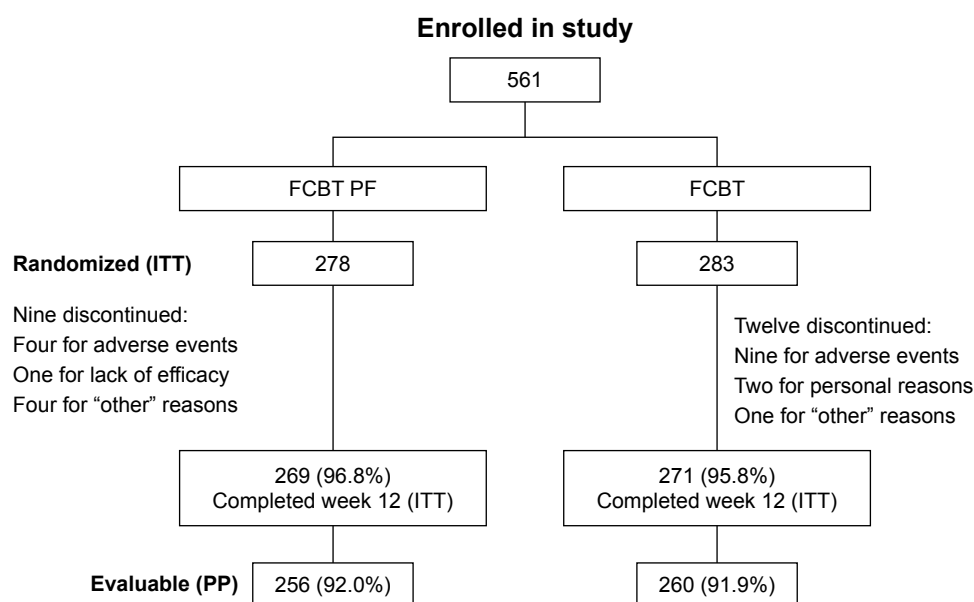 Enrolled in study
561
FCBT PF
FCBT
Randomized (ITT)
278
283
Nine discontinued:
Four for adverse events
One for lack of efficacy
Four for “other” reasons
Twelve discontinued:
Nine for adverse events
Two for personal reasons
One for “other” reasons
269 (96.8%)
Completed week 12 (ITT)
271 (95.8%)
Completed week 12 (ITT)
Evaluable (PP)
256 (92.0%)
260 (91.9%)